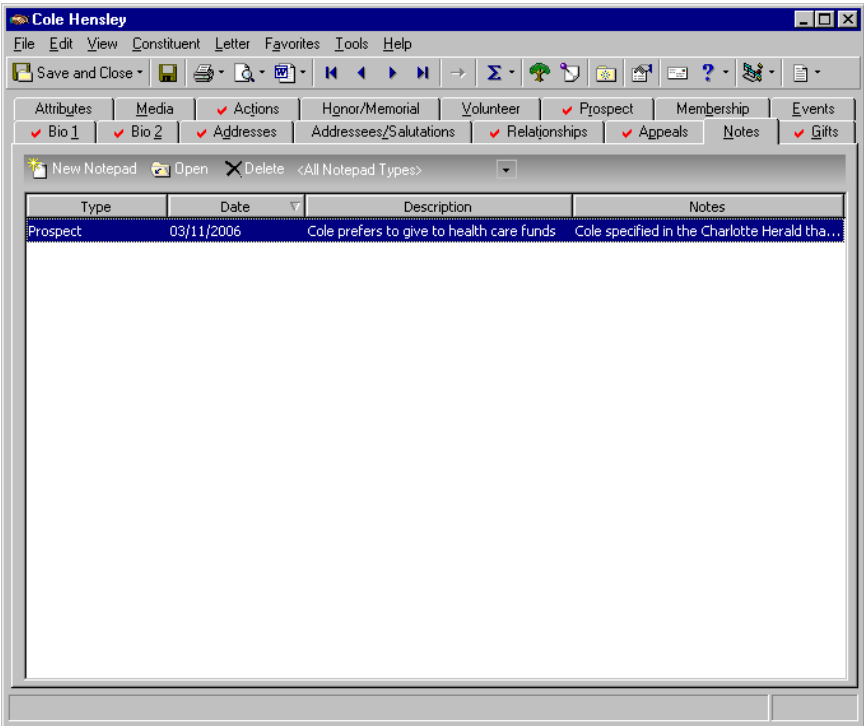 Cole Hensley
File Edit View Constituent Letter Favorites Tools Help
Save and Close
Attributes Media Actions Honor/Memorial Volunteer Prospect Membership Events
Bio 1 Bio 2 Addresses Addressees/Salutations Relationships Appeals Notes Gifts
New Notepad Open Delete <All Notepad Types>
Type Date Description Notes
Prospect 03/11/2006 Cole prefers to give to health care funds Cole specified in the Charlotte Herald tha...